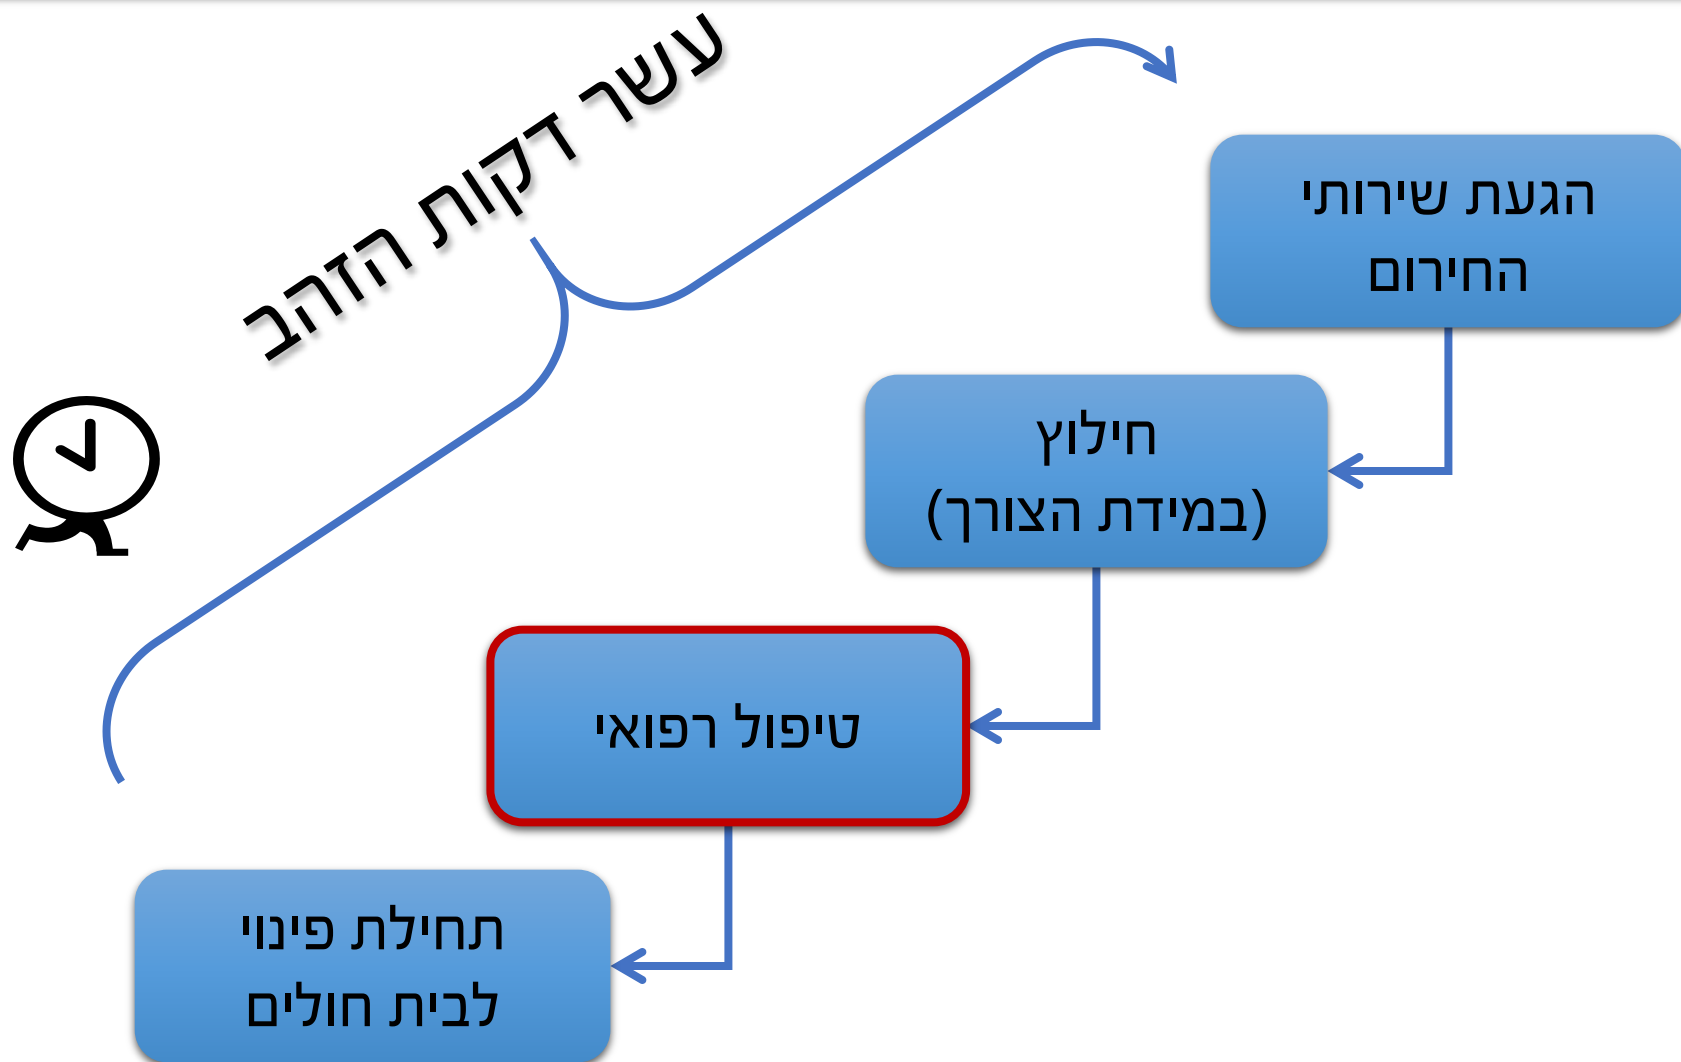 עשר דקות הזהב
הגעת שירותי
החירום
חילוץ
(במידת הצורך)
טיפול רפואי
תחילת פינוי
לבית חולים